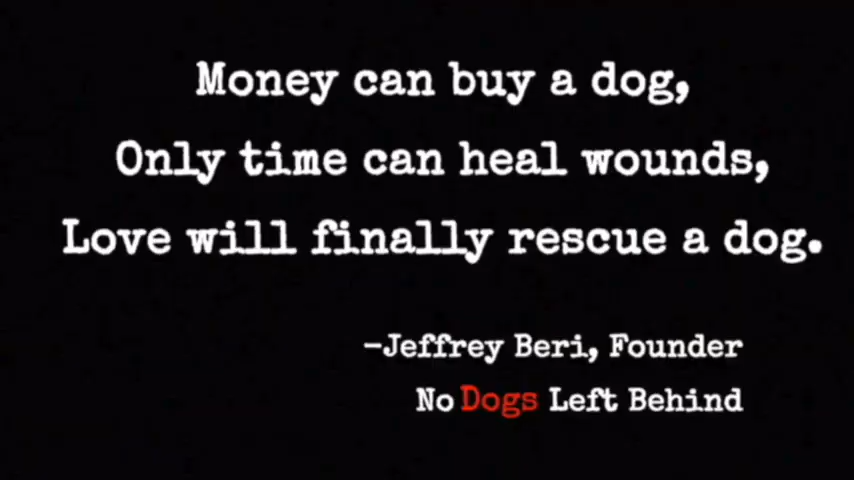 Money can buy a dog,
Only time can heal wounds,
Love will finally rescue a dog.
-Jeffrey Beri, Founder
No Dogs Left Behind